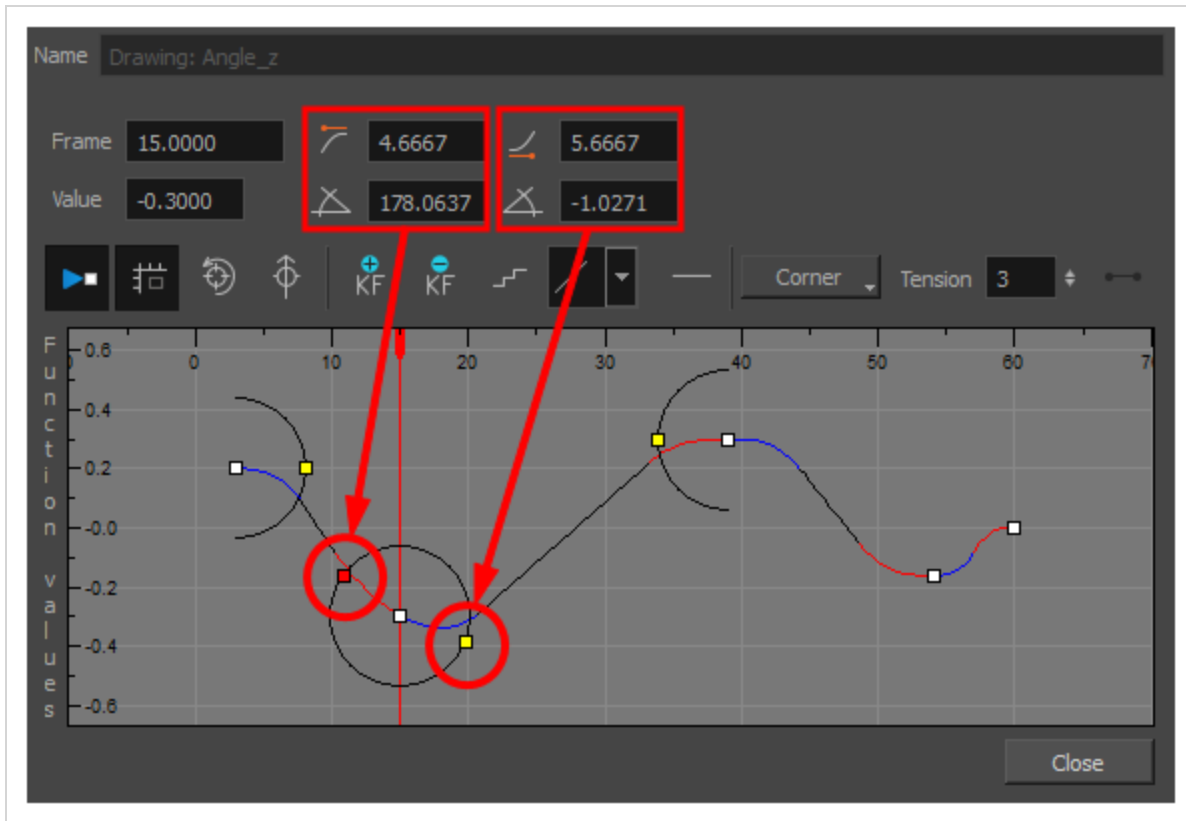 Name Drawing: Angle_z
Frame 15.0000 4.6667 5.6667
Value -0.3000 178.0637 -1.0271
KF KF Corner Tension 3
Function values
0.6
0 10 20 30 40 50 60 7
-0.4
-0.2
-0.0
-0.2
-0.4
-0.6
Close